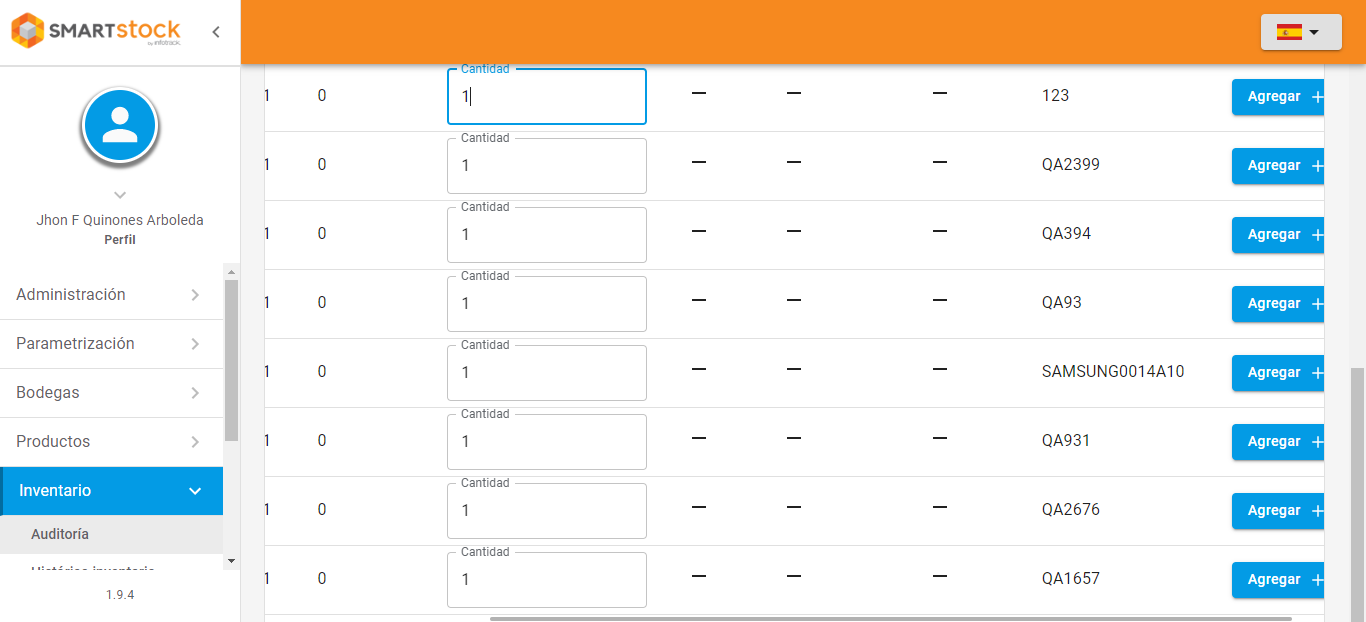 SMARTSTOCK
by infotrack.
Jhon F Quinones Arboleda
Perfil
Administración
Parametrización
Bodegas
Productos
Inventario
Auditoría
Histórico inventario
1.9.4
Cantidad
1 0 1 — — — 123 Agregar +
Cantidad
1 0 1 — — — QA2399 Agregar +
Cantidad
1 0 1 — — — QA394 Agregar +
Cantidad
1 0 1 — — — QA93 Agregar +
Cantidad
1 0 1 — — — SAMSUNG0014A10 Agregar +
Cantidad
1 0 1 — — — QA931 Agregar +
Cantidad
1 0 1 — — — QA2676 Agregar +
Cantidad
1 0 1 — — — QA1657 Agregar +